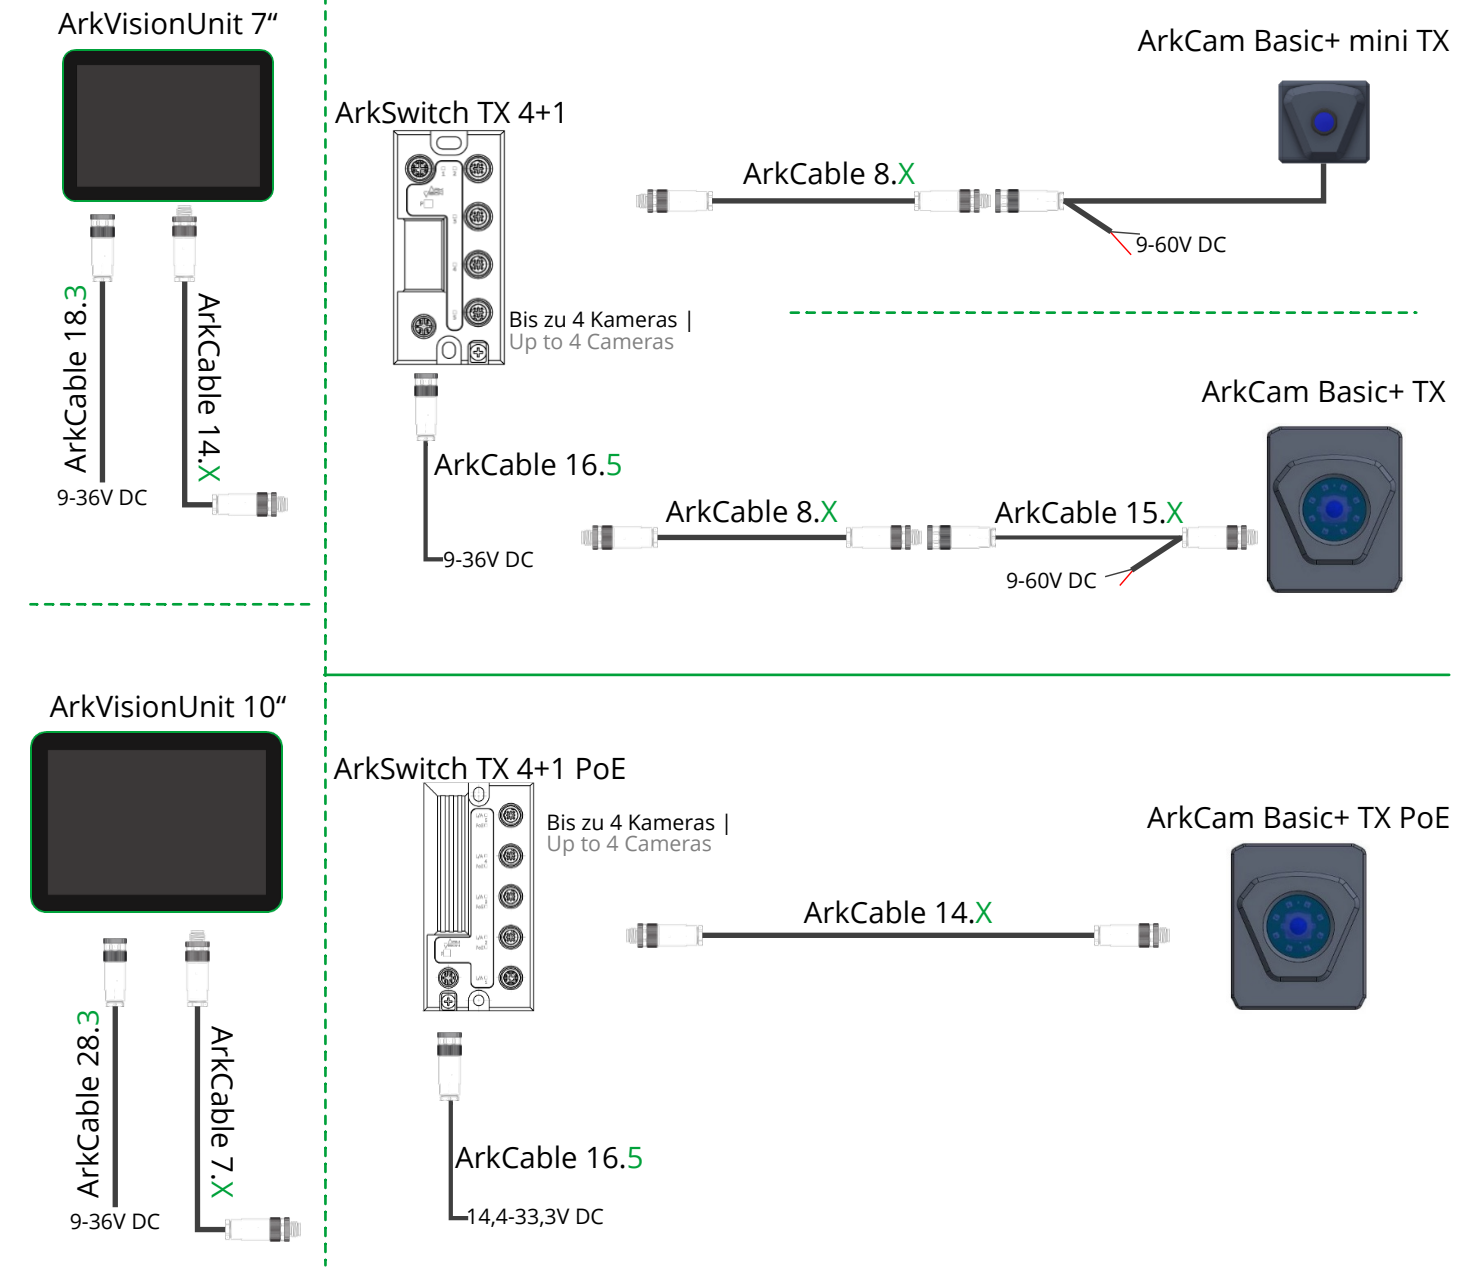 ArkVisionUnit 7“
ArkCable 18.3
9-36V DC
ArkCable 14.X
ArkSwitch TX 4+1
Bis zu 4 Kameras |
Up to 4 Cameras
ArkCable 16.5
9-36V DC
ArkCam Basic+ mini TX
ArkCable 8.X
9-60V DC
ArkCam Basic+ TX
ArkCable 8.X
ArkCable 15.X
9-60V DC
ArkVisionUnit 10“
ArkCable 28.3
9-36V DC
ArkCable 7.X
ArkSwitch TX 4+1 PoE
Bis zu 4 Kameras |
Up to 4 Cameras
ArkCam Basic+ TX PoE
ArkCable 14.X
ArkCable 16.5
14,4-33,3V DC